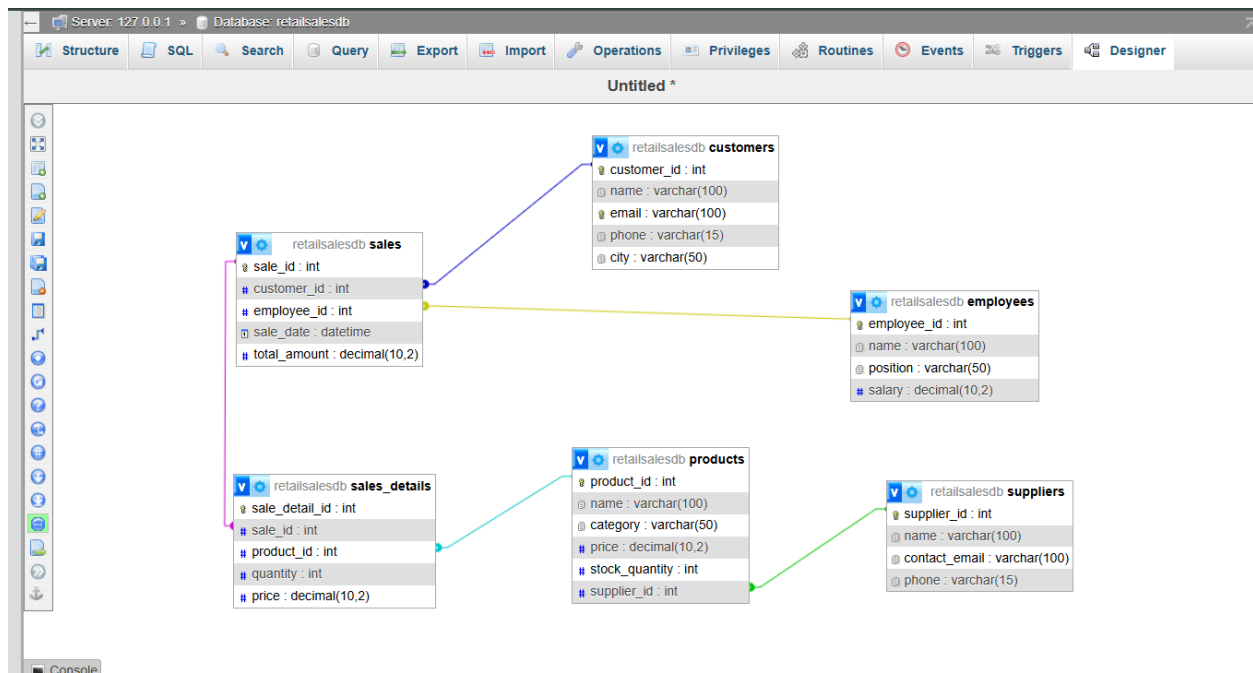 Server: 127.0.0.1 » Database: retailsalesdb
Structure SQL Search Query Export Import Operations Privileges Routines Events Triggers Designer
Untitled *
retailsalesdb customers
customer_id : int
name : varchar(100)
email : varchar(100)
phone : varchar(15)
city : varchar(50)
retailsalesdb sales
sale_id : int
customer_id : int
employee_id : int
sale_date : datetime
total_amount : decimal(10,2)
retailsalesdb employees
employee_id : int
name : varchar(100)
position : varchar(50)
salary : decimal(10,2)
retailsalesdb sales_details
sale_detail_id : int
sale_id : int
product_id : int
quantity : int
price : decimal(10,2)
retailsalesdb products
product_id : int
name : varchar(100)
category : varchar(50)
price : decimal(10,2)
stock_quantity : int
supplier_id : int
retailsalesdb suppliers
supplier_id : int
name : varchar(100)
contact_email : varchar(100)
phone : varchar(15)
Console